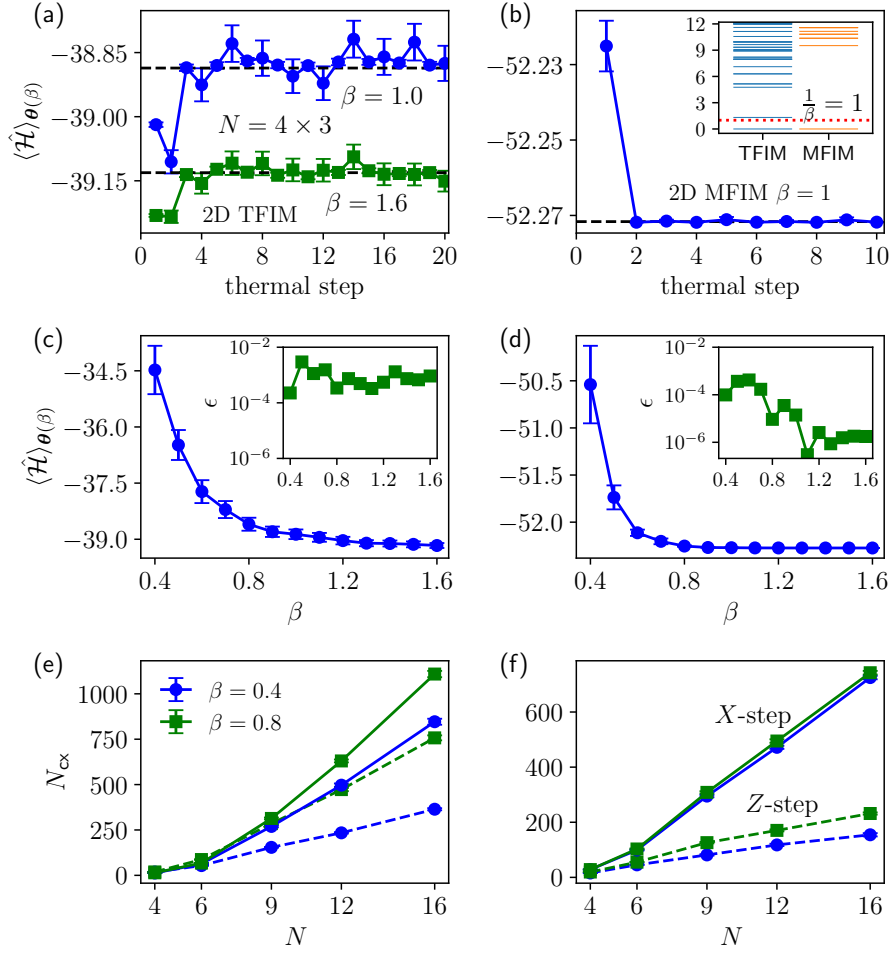 (a)
−38.85
−39.00
−39.15
⟨Ĥ⟩θ(β)
β = 1.0
N = 4 × 3
β = 1.6
2D TFIM
0 4 8 12 16 20
thermal step
(b)
−52.23
−52.25
−52.27
12
9
6
3
0
1/β = 1
TFIM MFIM
2D MFIM β = 1
0 2 4 6 8 10
thermal step
(c)
−34.5
−36.0
−37.5
−39.0
⟨Ĥ⟩θ(β)
10⁻²
10⁻⁴
10⁻⁶
ϵ
0.4 0.8 1.2 1.6
0.4 0.8 1.2 1.6
β
(d)
−50.5
−51.0
−51.5
−52.0
10⁻²
10⁻⁴
10⁻⁶
ϵ
0.4 0.8 1.2 1.6
0.4 0.8 1.2 1.6
β
(e)
1000
750
500
250
0
N_cx
β = 0.4
β = 0.8
4 6 9 12 16
N
(f)
600
400
200
0
X-step
Z-step
4 6 9 12 16
N